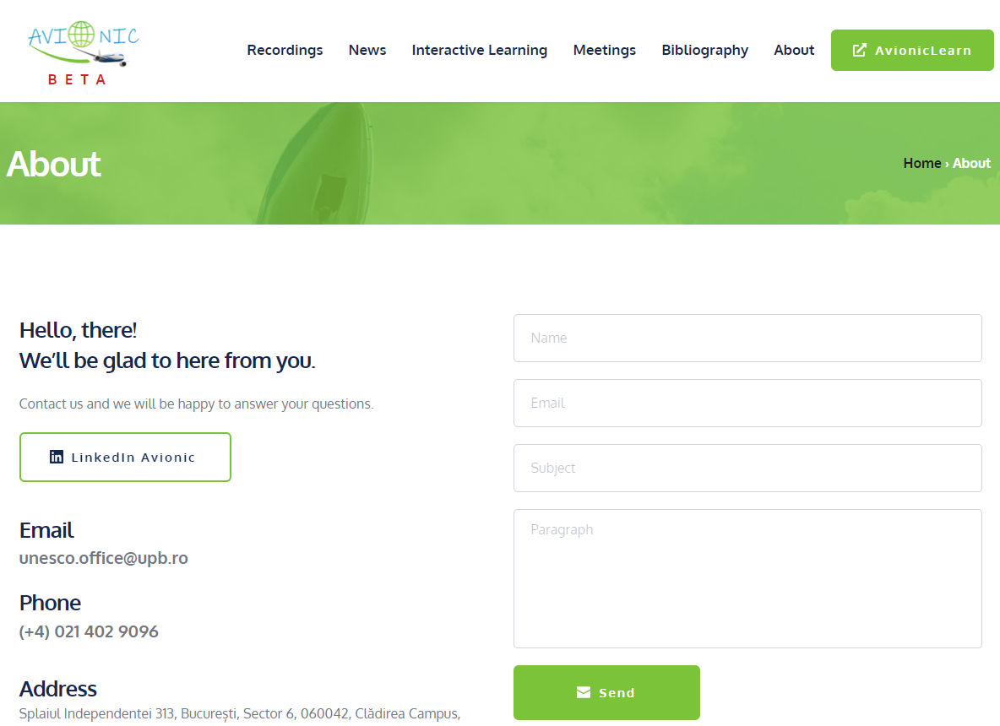 AVIONIC
BETA
Recordings News Interactive Learning Meetings Bibliography About AvionicLearn
About
Home › About
Hello, there!
We’ll be glad to here from you.
Contact us and we will be happy to answer your questions.
LinkedIn Avionic
Email
unesco.office@upb.ro
Phone
(+4) 021 402 9096
Address
Splaiul Independentei 313, București, Sector 6, 060042, Clădirea Campus,
Name
Email
Subject
Paragraph
Send